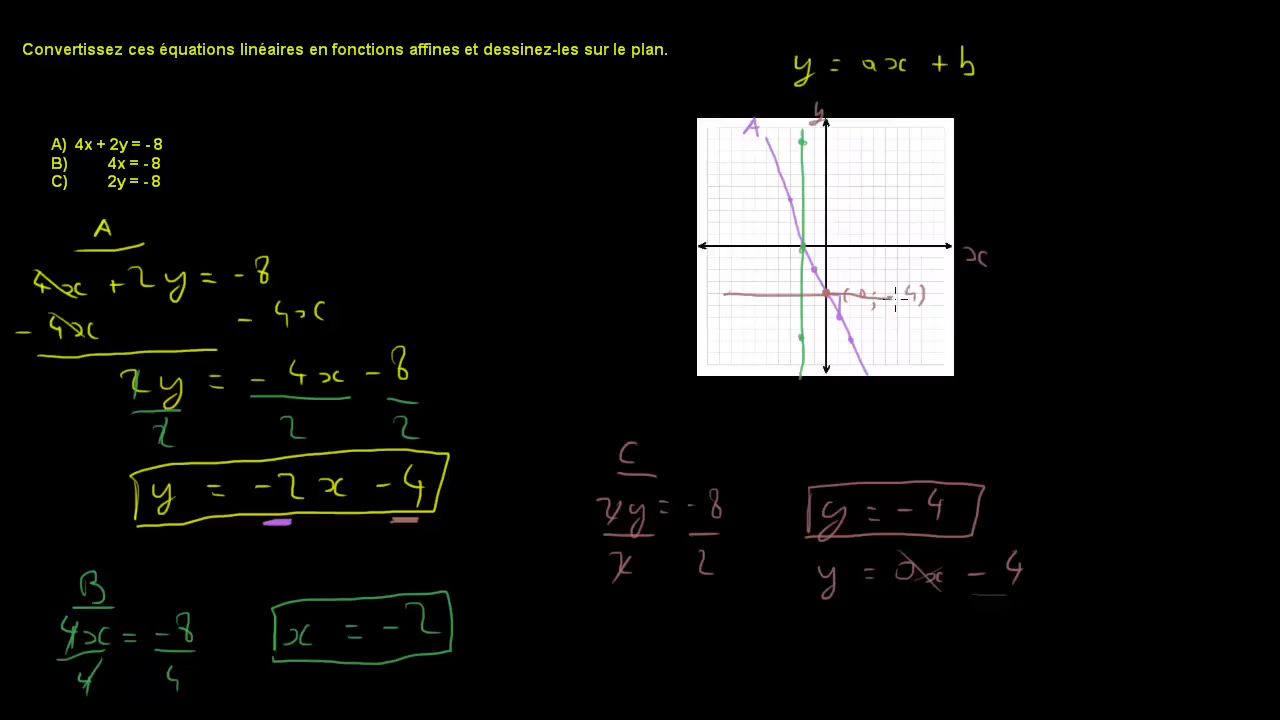 Convertissez ces équations linéaires en fonctions affines et dessinez-les sur le plan.
y = ax + b
A) 4x + 2y = - 8
B) 4x = - 8
C) 2y = - 8
A
4x + 2y = - 8
- 4x - 4x
2y = - 4x - 8
2 2 2
y = -2x - 4
B
4x = - 8
4 4
x = - 2
y
A
x
(0; -4)
C
2y = - 8
2 2
y = - 4
y = 0x - 4